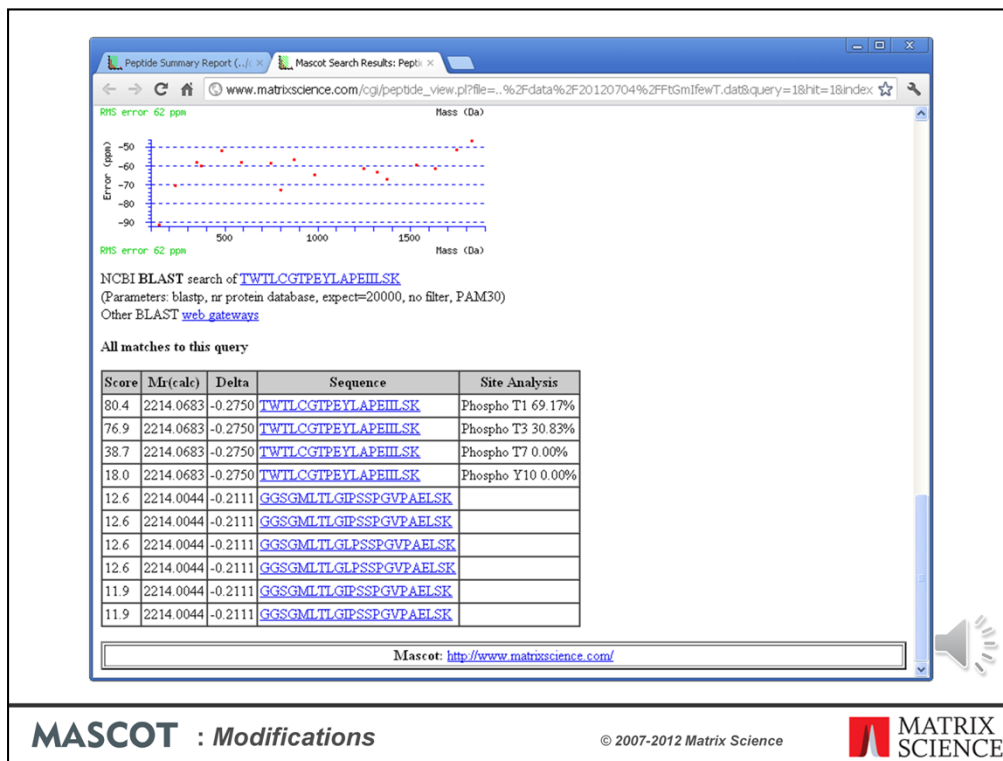 Peptide Summary Report (../c
Mascot Search Results: Pepti
www.matrixscience.com/cgi/peptide_view.pl?file=..%2Fdata%2F20120704%2FFtGmIfewT.dat&query=1&hit=1&index
RMS error 62 ppm Mass (Da)
Error (ppm)
-50
-60
-70
-80
-90
500 1000 1500
RMS error 62 ppm Mass (Da)
NCBI BLAST search of TWTLCGTPEYLAPEIILSK
(Parameters: blastp, nr protein database, expect=20000, no filter, PAM30)
Other BLAST web gateways
All matches to this query
Score Mr(calc) Delta Sequence Site Analysis
80.4 2214.0683 -0.2750 TWTLCGTPEYLAPEIILSK Phospho T1 69.17%
76.9 2214.0683 -0.2750 TWTLCGTPEYLAPEIILSK Phospho T3 30.83%
38.7 2214.0683 -0.2750 TWTLCGTPEYLAPEIILSK Phospho T7 0.00%
18.0 2214.0683 -0.2750 TWTLCGTPEYLAPEIILSK Phospho Y10 0.00%
12.6 2214.0044 -0.2111 GGSGMLTLGIPSSPGVPAELSK
12.6 2214.0044 -0.2111 GGSGMLTLGIPSSPGVPAELSK
12.6 2214.0044 -0.2111 GGSGMLTLGLPSSPGVPAELSK
12.6 2214.0044 -0.2111 GGSGMLTLGLPSSPGVPAELSK
11.9 2214.0044 -0.2111 GGSGMLTLGIPSSPGVPAELSK
11.9 2214.0044 -0.2111 GGSGMLTLGIPSSPGVPAELSK
Mascot: http://www.matrixscience.com/
MASCOT : Modifications
© 2007-2012 Matrix Science
MATRIX
SCIENCE